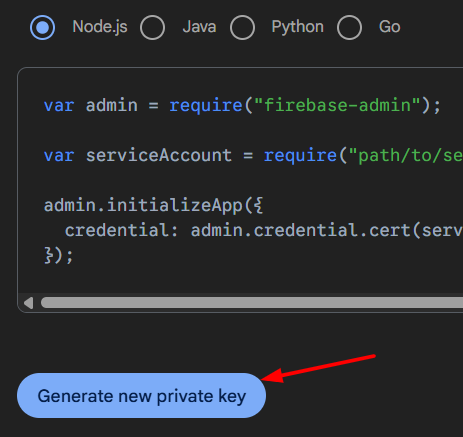 Node.js Java Python Go
var admin = require("firebase-admin");
var serviceAccount = require("path/to/se
admin.initializeApp({
credential: admin.credential.cert(serv
});
Generate new private key